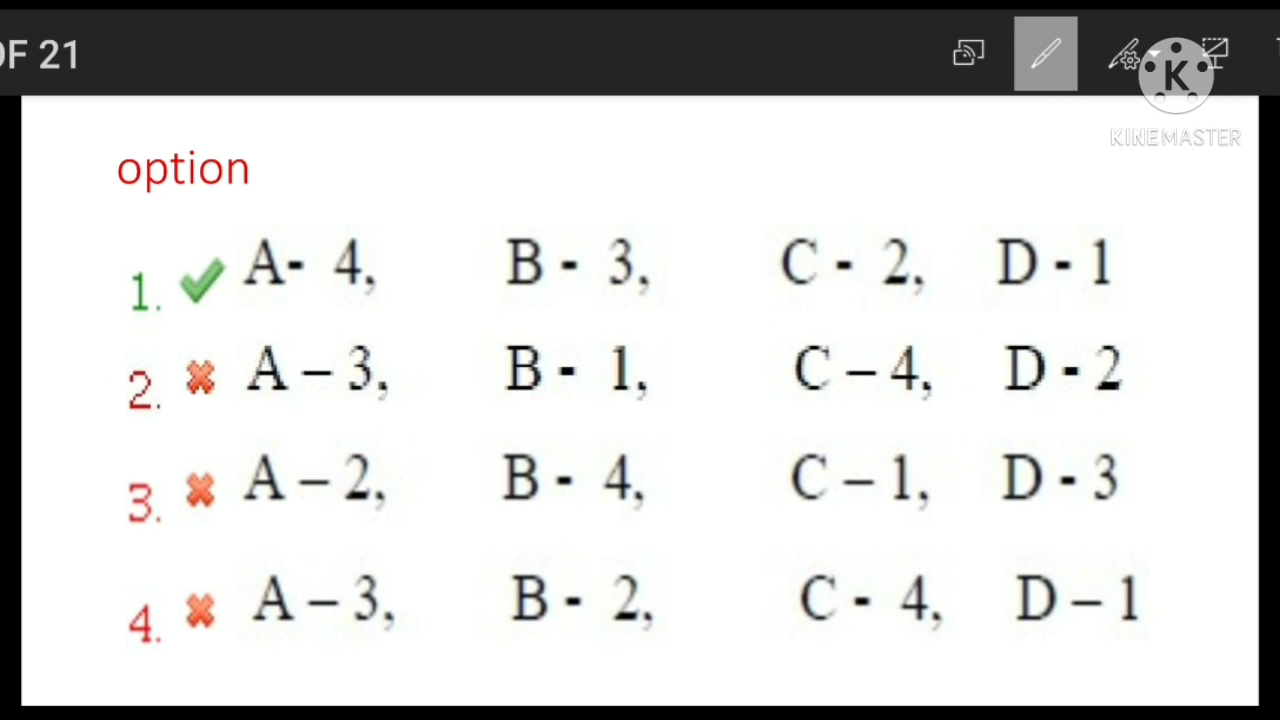 OF 21
K
KINEMASTER
option
1. A- 4, B - 3, C - 2, D - 1
2. A – 3, B - 1, C – 4, D - 2
3. A – 2, B - 4, C – 1, D - 3
4. A – 3, B - 2, C - 4, D – 1